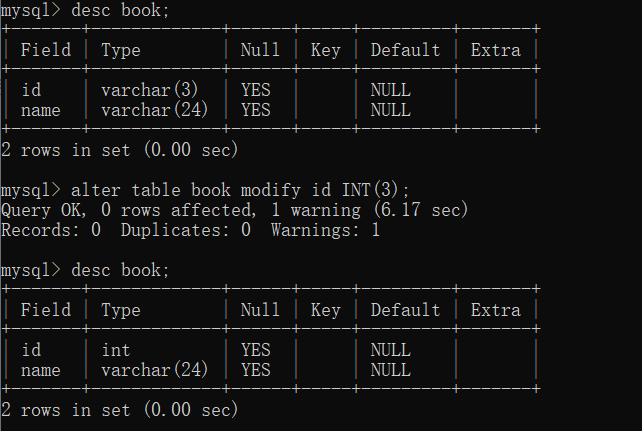 mysql> desc book;
+-------+-------------+------+-----+---------+-------+
| Field | Type        | Null | Key | Default | Extra |
+-------+-------------+------+-----+---------+-------+
| id    | varchar(3)  | YES  |     | NULL    |       |
| name  | varchar(24) | YES  |     | NULL    |       |
+-------+-------------+------+-----+---------+-------+
2 rows in set (0.00 sec)
mysql> alter table book modify id INT(3);
Query OK, 0 rows affected, 1 warning (6.17 sec)
Records: 0  Duplicates: 0  Warnings: 1
mysql> desc book;
+-------+-------------+------+-----+---------+-------+
| Field | Type        | Null | Key | Default | Extra |
+-------+-------------+------+-----+---------+-------+
| id    | int         | YES  |     | NULL    |       |
| name  | varchar(24) | YES  |     | NULL    |       |
+-------+-------------+------+-----+---------+-------+
2 rows in set (0.00 sec)